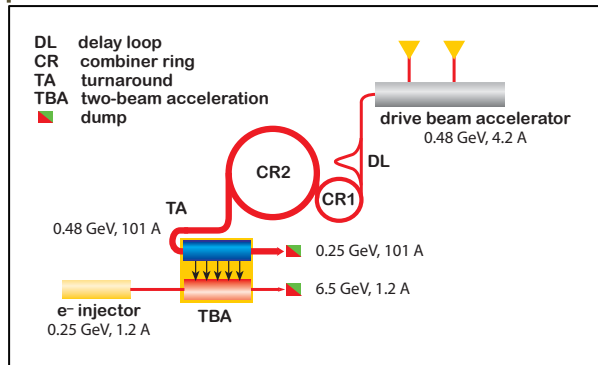 DL delay loop
CR combiner ring
TA turnaround
TBA two-beam acceleration
dump
drive beam accelerator
0.48 GeV, 4.2 A
DL
CR2
CR1
TA
0.48 GeV, 101 A
0.25 GeV, 101 A
6.5 GeV, 1.2 A
e– injector
0.25 GeV, 1.2 A
TBA